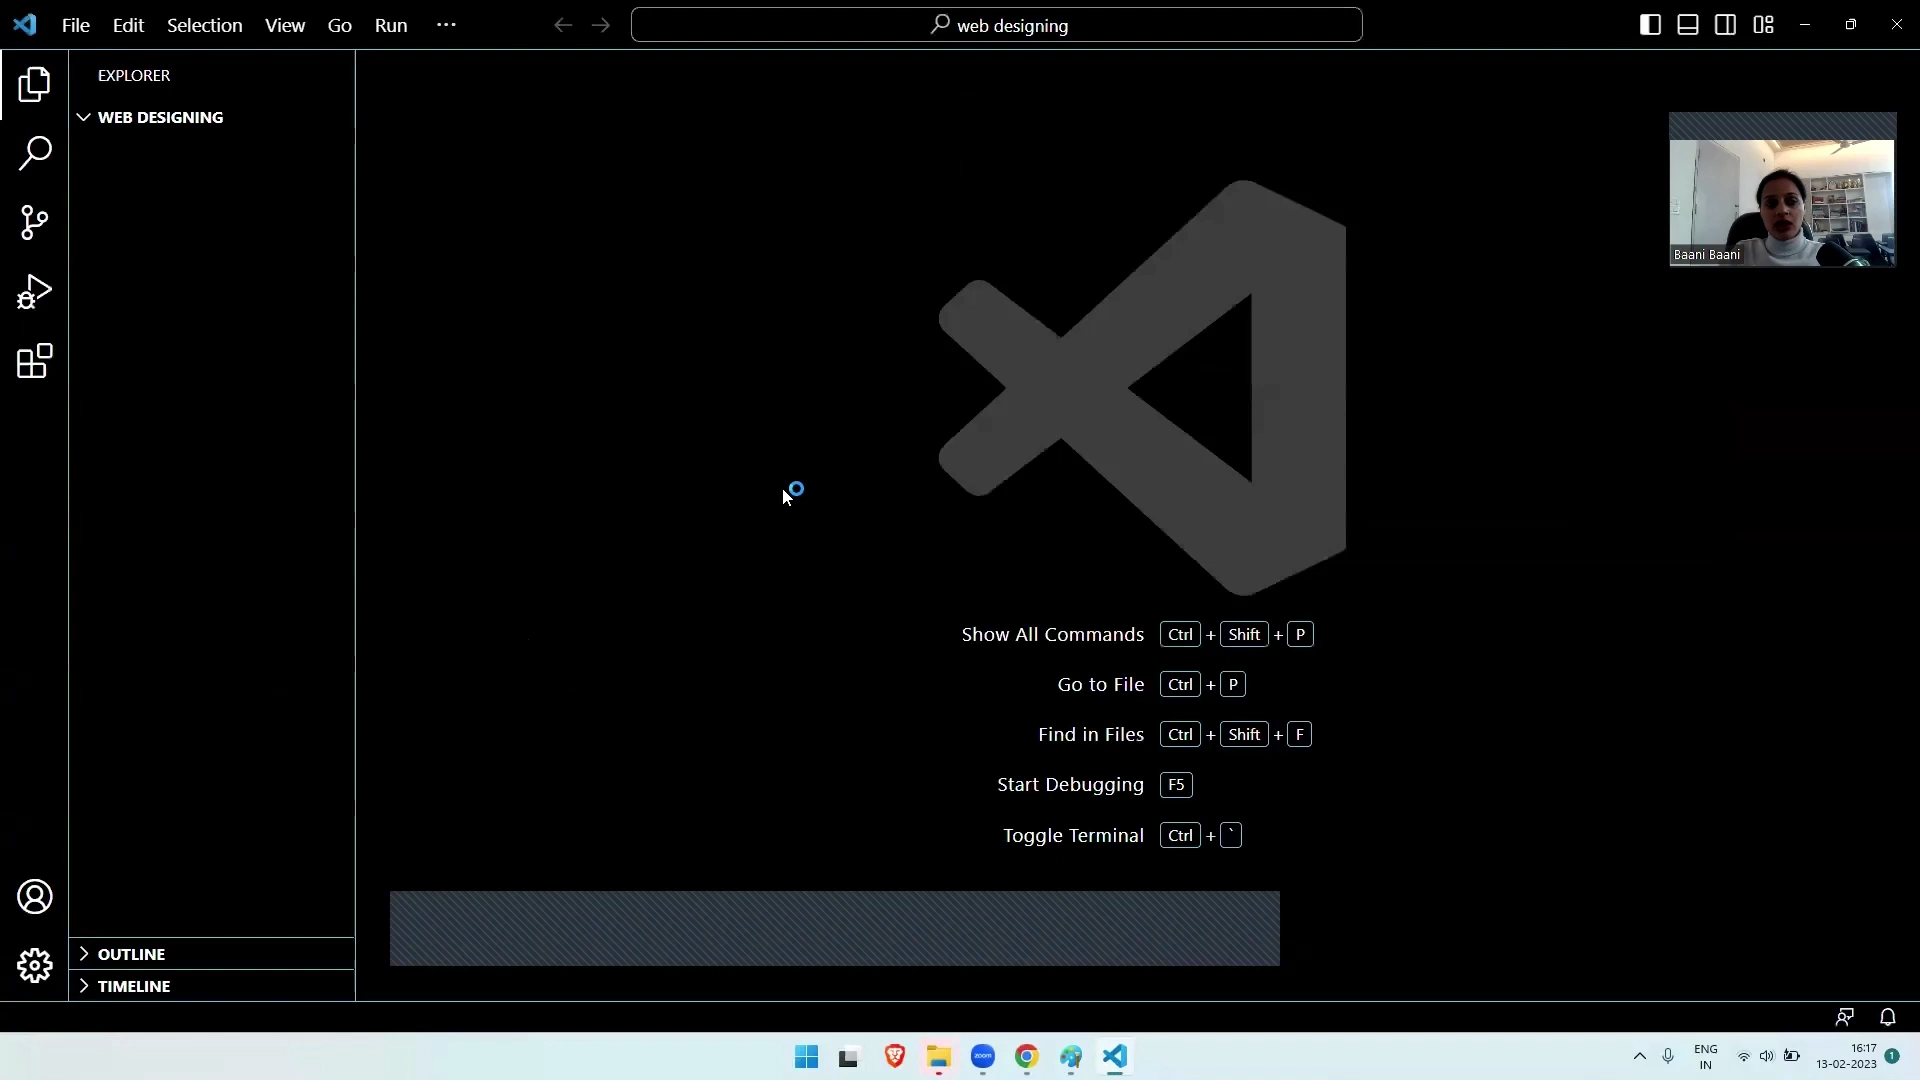 File Edit Selection View Go Run ···
web designing
EXPLORER
WEB DESIGNING
Baani Baani
Show All Commands Ctrl + Shift + P
Go to File Ctrl + P
Find in Files Ctrl + Shift + F
Start Debugging F5
Toggle Terminal Ctrl + `
OUTLINE
TIMELINE
zoom
ENG
IN
16:17
13-02-2023
1